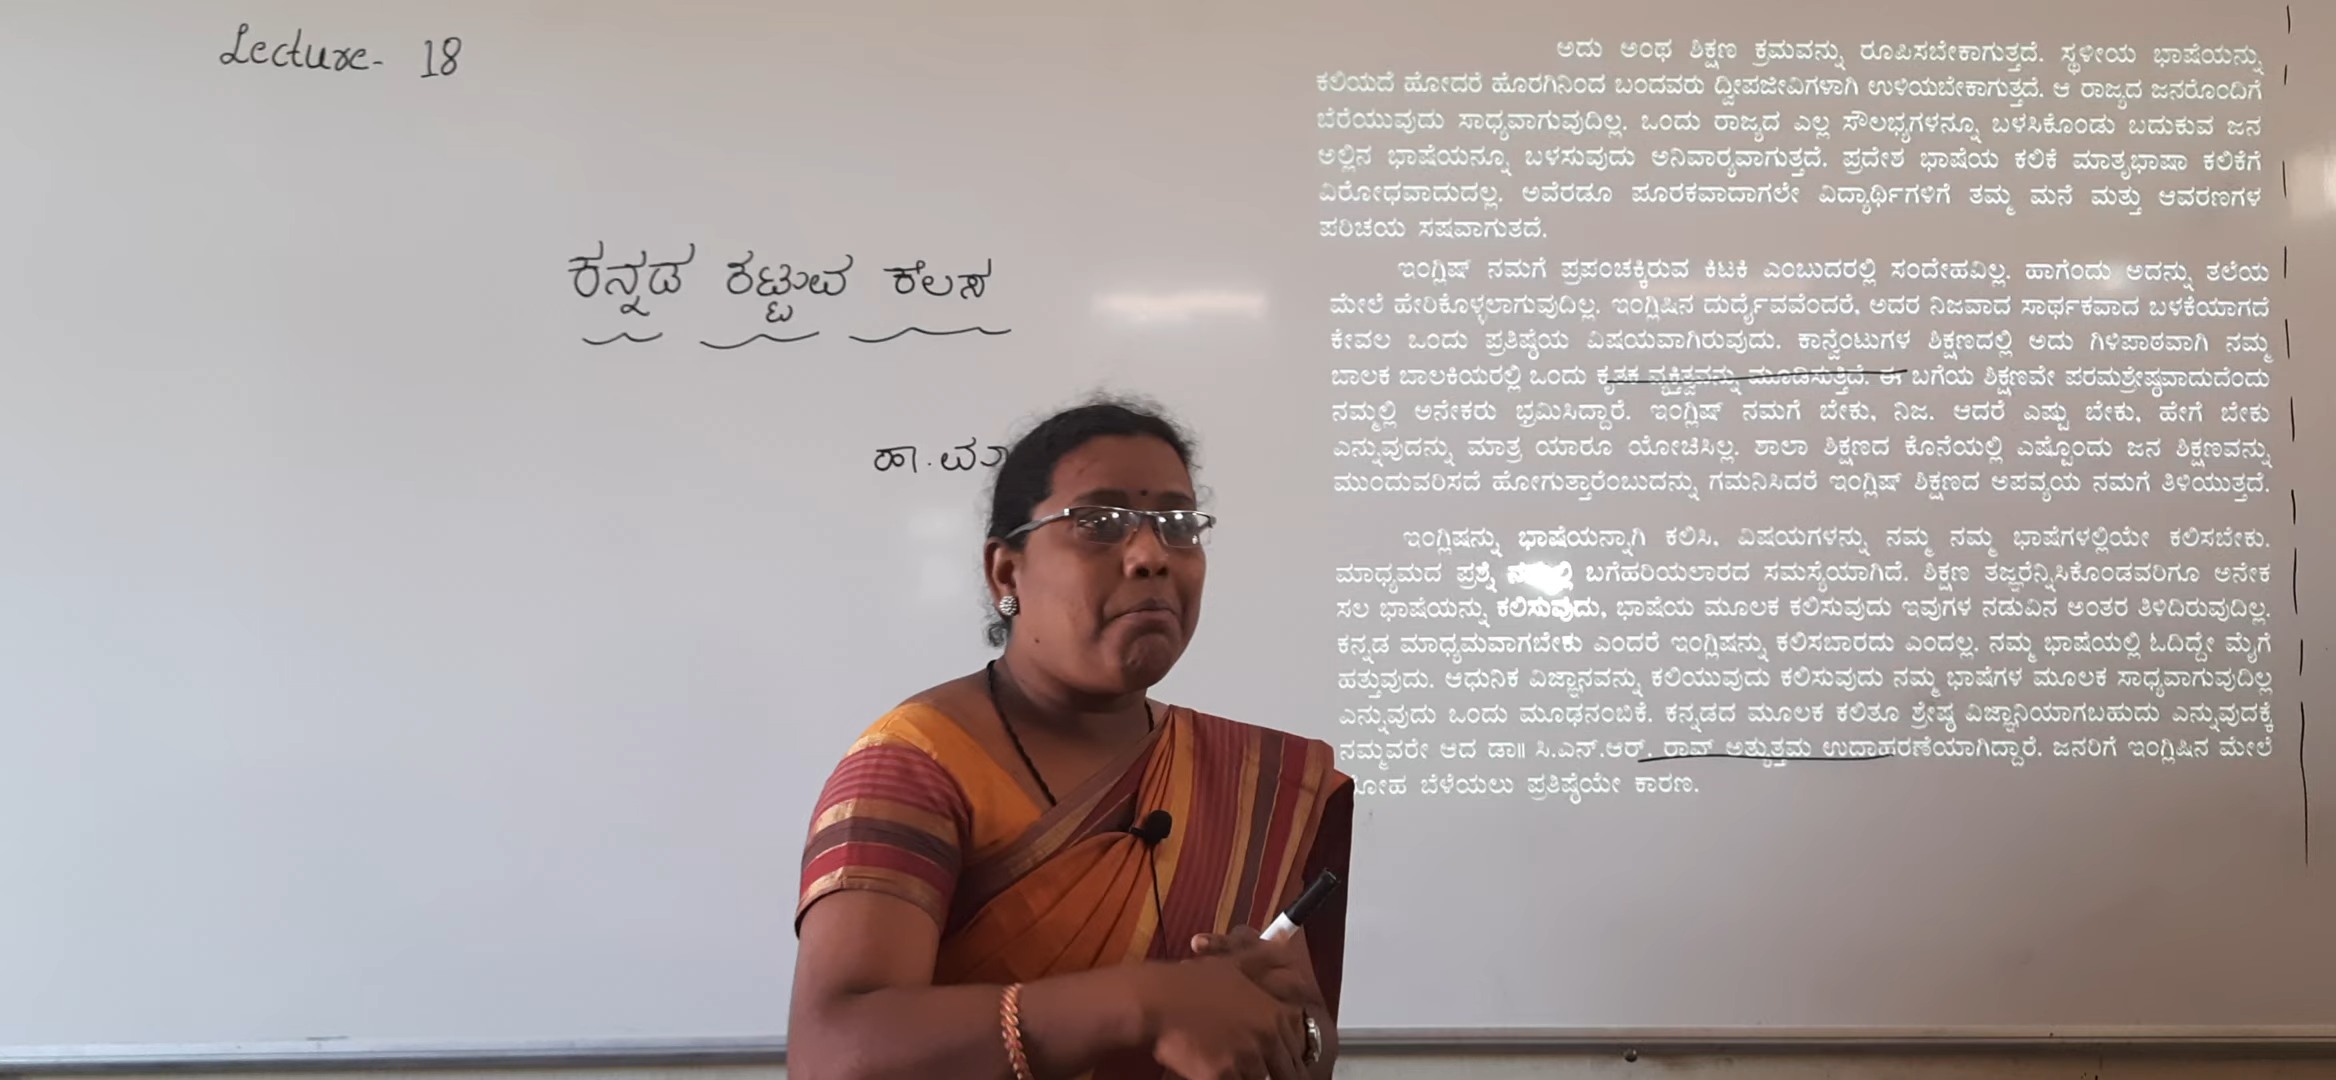 Lecture- 18
ಕನ್ನಡ ಕಟ್ಟುವ ಕೆಲಸ
ಹಾ.ಮಾ
ಅದು ಅಂಥ ಶಿಕ್ಷಣ ಕ್ರಮವನ್ನು ರೂಪಿಸಬೇಕಾಗುತ್ತದೆ. ಸ್ಥಳೀಯ ಭಾಷೆಯನ್ನು
ಕಲಿಯದೆ ಹೋದರೆ ಹೊರಗಿನಿಂದ ಬಂದವರು ದ್ವೀಪಜೀವಿಗಳಾಗಿ ಉಳಿಯಬೇಕಾಗುತ್ತದೆ. ಆ ರಾಜ್ಯದ ಜನರೊಂದಿಗೆ
ಬೆರೆಯುವುದು ಸಾಧ್ಯವಾಗುವುದಿಲ್ಲ. ಒಂದು ರಾಜ್ಯದ ಎಲ್ಲ ಸೌಲಭ್ಯಗಳನ್ನೂ ಬಳಸಿಕೊಂಡು ಬದುಕುವ ಜನ
ಅಲ್ಲಿನ ಭಾಷೆಯನ್ನೂ ಬಳಸುವುದು ಅನಿವಾರ್‍ಯವಾಗುತ್ತದೆ. ಪ್ರದೇಶ ಭಾಷೆಯ ಕಲಿಕೆ ಮಾತೃಭಾಷಾ ಕಲಿಕೆಗೆ
ವಿರೋಧವಾದುದಲ್ಲ. ಅವೆರಡೂ ಪೂರಕವಾದಾಗಲೇ ವಿದ್ಯಾರ್ಥಿಗಳಿಗೆ ತಮ್ಮ ಮನೆ ಮತ್ತು ಆವರಣಗಳ
ಪರಿಚಯ ಸಷವಾಗುತದೆ.
ಇಂಗ್ಲಿಷ್ ನಮಗೆ ಪ್ರಪಂಚಕ್ಕಿರುವ ಕಿಟಕಿ ಎಂಬುದರಲ್ಲಿ ಸಂದೇಹವಿಲ್ಲ. ಹಾಗೆಂದು ಅದನ್ನು ತಲೆಯ
ಮೇಲೆ ಹೇರಿಕೊಳ್ಳಲಾಗುವುದಿಲ್ಲ. ಇಂಗ್ಲಿಷಿನ ದುರ್ದೈವವೆಂದರೆ, ಅದರ ನಿಜವಾದ ಸಾರ್ಥಕವಾದ ಬಳಕೆಯಾಗದೆ
ಕೇವಲ ಒಂದು ಪ್ರತಿಷ್ಠೆಯ ವಿಷಯವಾಗಿರುವುದು. ಕಾನ್ವೆಂಟುಗಳ ಶಿಕ್ಷಣದಲ್ಲಿ ಅದು ಗಿಳಿಪಾಠವಾಗಿ ನಮ್ಮ
ಬಾಲಕ ಬಾಲಕಿಯರಲ್ಲಿ ಒಂದು ಕೃತಕ ವ್ಯಕ್ತಿತ್ವವನ್ನು ಮೂಡಿಸುತ್ತಿದೆ. ಈ ಬಗೆಯ ಶಿಕ್ಷಣವೇ ಪರಮಶ್ರೇಷ್ಠವಾದುದೆಂದು
ನಮ್ಮಲ್ಲಿ ಅನೇಕರು ಭ್ರಮಿಸಿದ್ದಾರೆ. ಇಂಗ್ಲಿಷ್ ನಮಗೆ ಬೇಕು, ನಿಜ. ಆದರೆ ಎಷ್ಟು ಬೇಕು, ಹೇಗೆ ಬೇಕು
ಎನ್ನುವುದನ್ನು ಮಾತ್ರ ಯಾರೂ ಯೋಚಿಸಿಲ್ಲ. ಶಾಲಾ ಶಿಕ್ಷಣದ ಕೊನೆಯಲ್ಲಿ ಎಷ್ಟೊಂದು ಜನ ಶಿಕ್ಷಣವನ್ನು
ಮುಂದುವರಿಸದೆ ಹೋಗುತ್ತಾರೆಂಬುದನ್ನು ಗಮನಿಸಿದರೆ ಇಂಗ್ಲಿಷ್ ಶಿಕ್ಷಣದ ಅಪವ್ಯಯ ನಮಗೆ ತಿಳಿಯುತ್ತದೆ.
ಇಂಗ್ಲಿಷನ್ನು ಭಾಷೆಯನ್ನಾಗಿ ಕಲಿಸಿ, ವಿಷಯಗಳನ್ನು ನಮ್ಮ ನಮ್ಮ ಭಾಷೆಗಳಲ್ಲಿಯೇ ಕಲಿಸಬೇಕು.
ಮಾಧ್ಯಮದ ಪ್ರಶ್ನೆ ಬಗೆಹರಿಯಲಾರದ ಸಮಸ್ಯೆಯಾಗಿದೆ. ಶಿಕ್ಷಣ ತಜ್ಞರೆನ್ನಿಸಿಕೊಂಡವರಿಗೂ ಅನೇಕ
ಸಲ ಭಾಷೆಯನ್ನು ಕಲಿಸುವುದು, ಭಾಷೆಯ ಮೂಲಕ ಕಲಿಸುವುದು ಇವುಗಳ ನಡುವಿನ ಅಂತರ ತಿಳಿದಿರುವುದಿಲ್ಲ.
ಕನ್ನಡ ಮಾಧ್ಯಮವಾಗಬೇಕು ಎಂದರೆ ಇಂಗ್ಲಿಷನ್ನು ಕಲಿಸಬಾರದು ಎಂದಲ್ಲ. ನಮ್ಮ ಭಾಷೆಯಲ್ಲಿ ಓದಿದ್ದೇ ಮೈಗೆ
ಹತ್ತುವುದು. ಆಧುನಿಕ ವಿಜ್ಞಾನವನ್ನು ಕಲಿಯುವುದು ಕಲಿಸುವುದು ನಮ್ಮ ಭಾಷೆಗಳ ಮೂಲಕ ಸಾಧ್ಯವಾಗುವುದಿಲ್ಲ
ಎನ್ನುವುದು ಒಂದು ಮೂಢನಂಬಿಕೆ. ಕನ್ನಡದ ಮೂಲಕ ಕಲಿತೂ ಶ್ರೇಷ್ಠ ವಿಜ್ಞಾನಿಯಾಗಬಹುದು ಎನ್ನುವುದಕ್ಕೆ
ನಮ್ಮವರೇ ಆದ ಡಾ॥ ಸಿ.ಎನ್.ಆರ್. ರಾವ್ ಅತ್ಯುತ್ತಮ ಉದಾಹರಣೆಯಾಗಿದ್ದಾರೆ. ಜನರಿಗೆ ಇಂಗ್ಲಿಷಿನ ಮೇಲೆ
ಬೆಳೆಯಲು ಪ್ರತಿಷ್ಠೆಯೇ ಕಾರಣ.